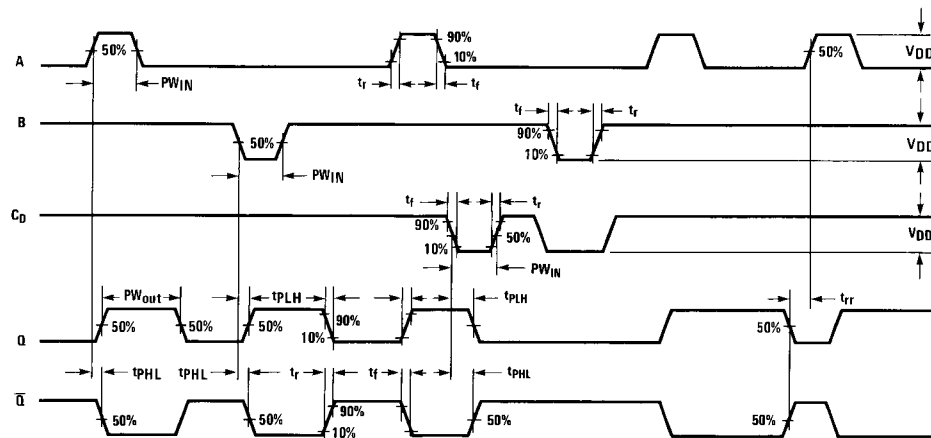 A 50% 90% 10% 50% V_DD
PW_IN t_r t_f
B 50% t_f t_r 90% 10% V_DD
PW_IN
C_D t_f t_r 90% 10% 50% V_DD
PW_IN
PW_out t_PLH t_PLH t_rr
Q 50% 50% 50% 90% 10% 50%
t_PHL t_PHL t_r t_f t_PHL
Q̅ 50% 50% 90% 10% 50% 50%